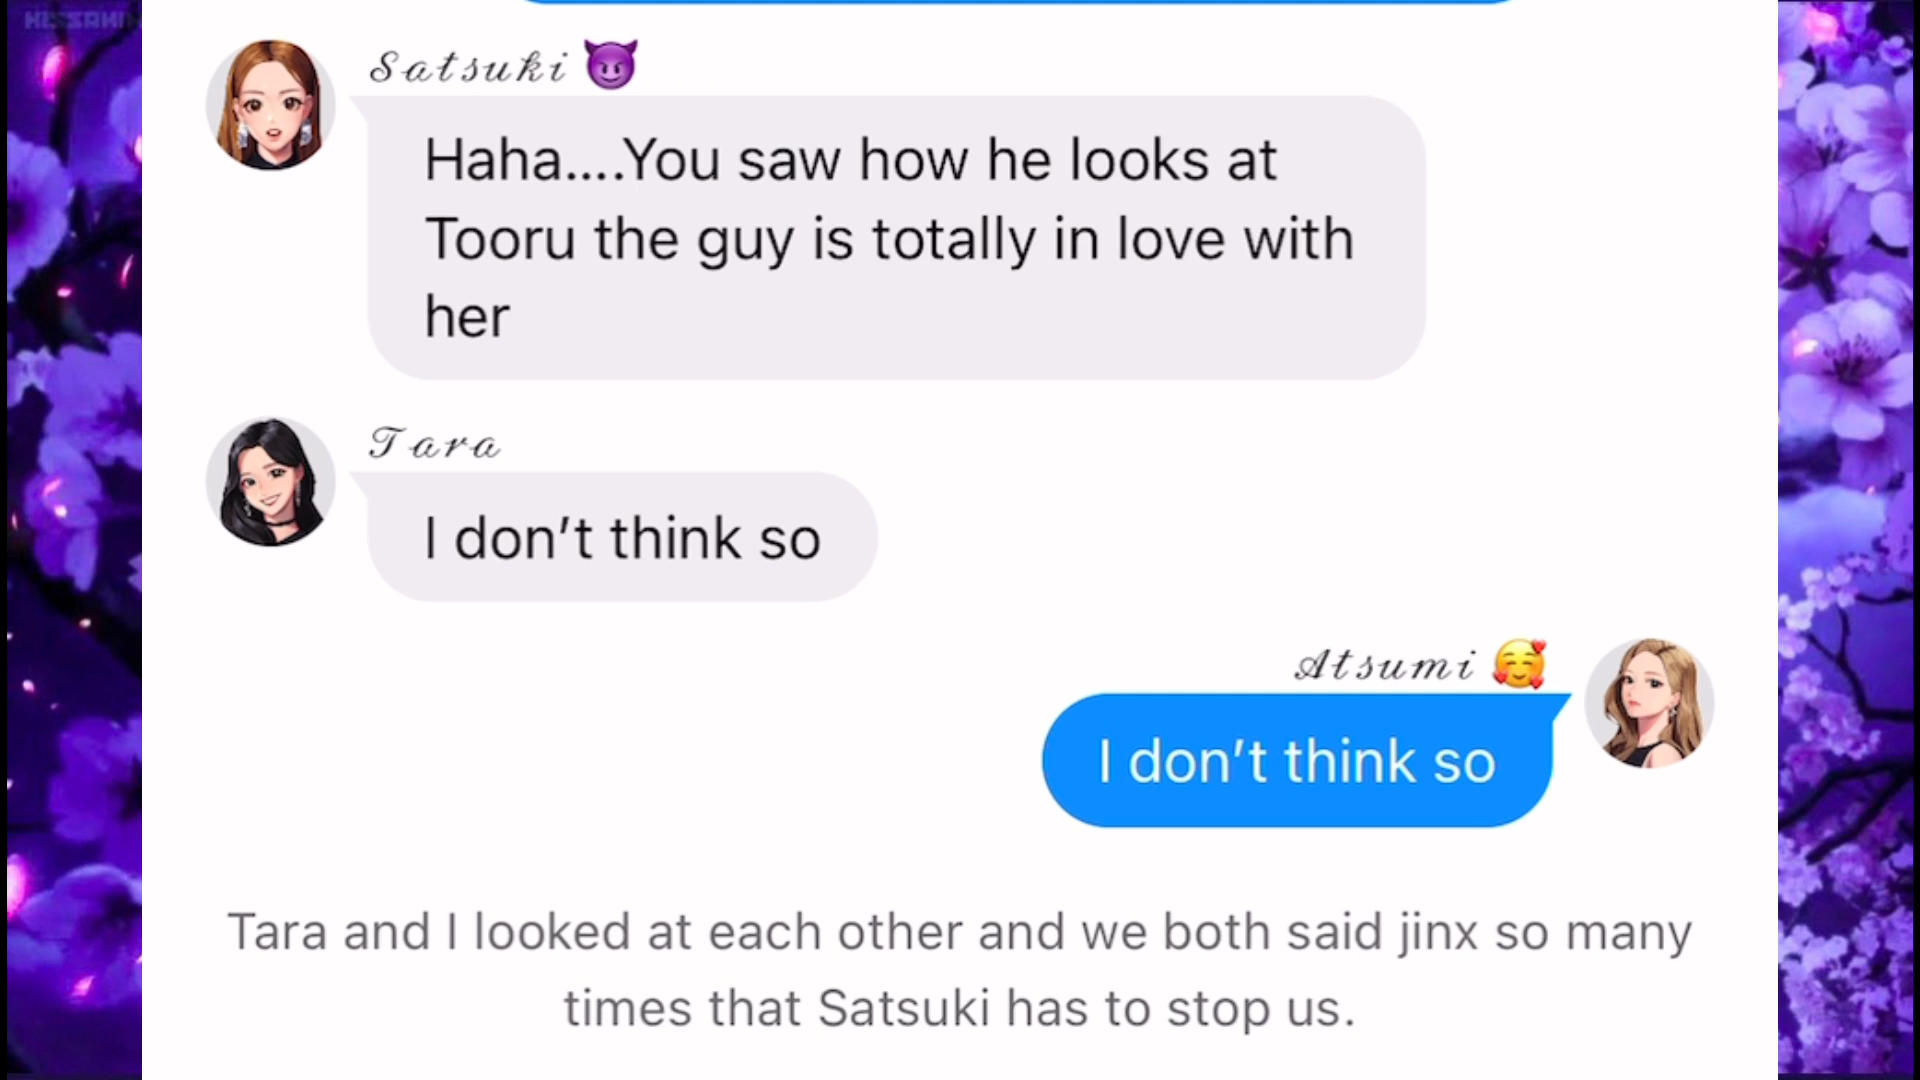 Satsuki 😈
Haha....You saw how he looks at
Tooru the guy is totally in love with
her
Tara
I don't think so
Atsumi 🥰
I don't think so
Tara and I looked at each other and we both said jinx so many
times that Satsuki has to stop us.